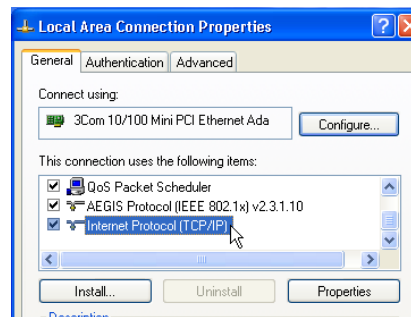 Local Area Connection Properties
General Authentication Advanced
Connect using:
3Com 10/100 Mini PCI Ethernet Ada Configure...
This connection uses the following items:
QoS Packet Scheduler
AEGIS Protocol (IEEE 802.1x) v2.3.1.10
Internet Protocol (TCP/IP)
Install... Uninstall Properties
Description